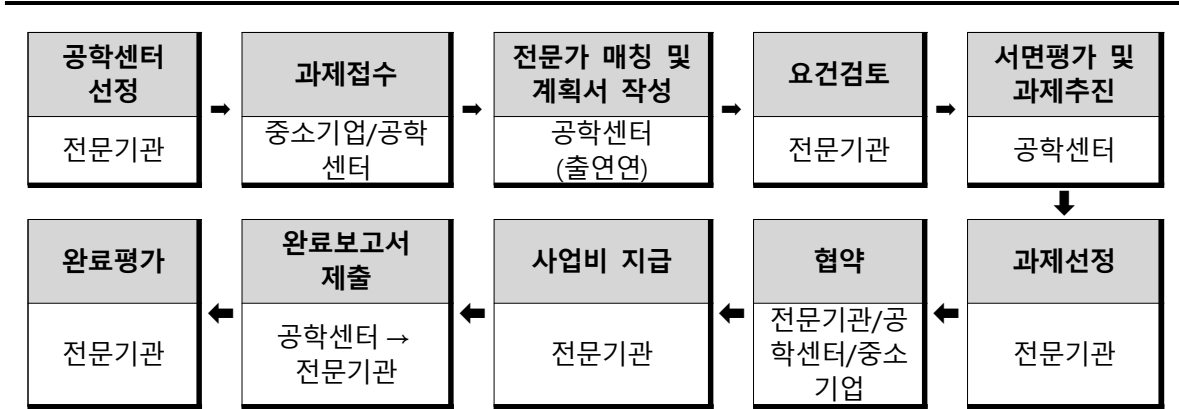 공학센터
선정
전문기관
➡
과제접수
중소기업/공학
센터
➡
전문가 매칭 및
계획서 작성
공학센터
(출연연)
➡
요건검토
전문기관
➡
서면평가 및
과제추진
공학센터
⬇
과제선정
전문기관
⬅
협약
전문기관/공
학센터/중소
기업
⬅
사업비 지급
전문기관
⬅
완료보고서
제출
공학센터 →
전문기관
⬅
완료평가
전문기관